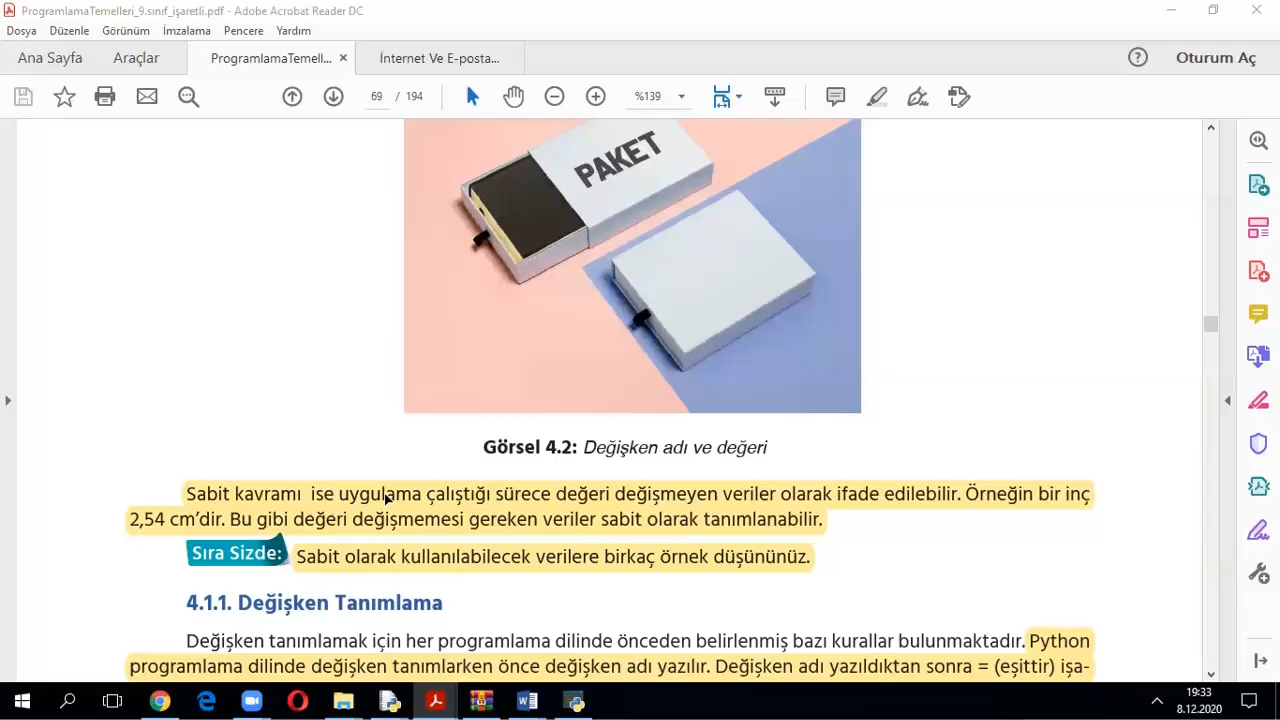 ProgramlamaTemelleri_9.sınıf_işaretli.pdf - Adobe Acrobat Reader DC
Dosya Düzenle Görünüm İmzalama Pencere Yardım
Ana Sayfa Araçlar ProgramlamaTemell... × İnternet Ve E-posta... ? Oturum Aç
69 / 194 %139
PAKET
Görsel 4.2: Değişken adı ve değeri
Sabit kavramı ise uygulama çalıştığı sürece değeri değişmeyen veriler olarak ifade edilebilir. Örneğin bir inç
2,54 cm’dir. Bu gibi değeri değişmemesi gereken veriler sabit olarak tanımlanabilir.
Sıra Sizde: Sabit olarak kullanılabilecek verilere birkaç örnek düşününüz.
4.1.1. Değişken Tanımlama
Değişken tanımlamak için her programlama dilinde önceden belirlenmiş bazı kurallar bulunmaktadır. Python
programlama dilinde değişken tanımlarken önce değişken adı yazılır. Değişken adı yazıldıktan sonra = (eşittir) işa-
19:33
8.12.2020